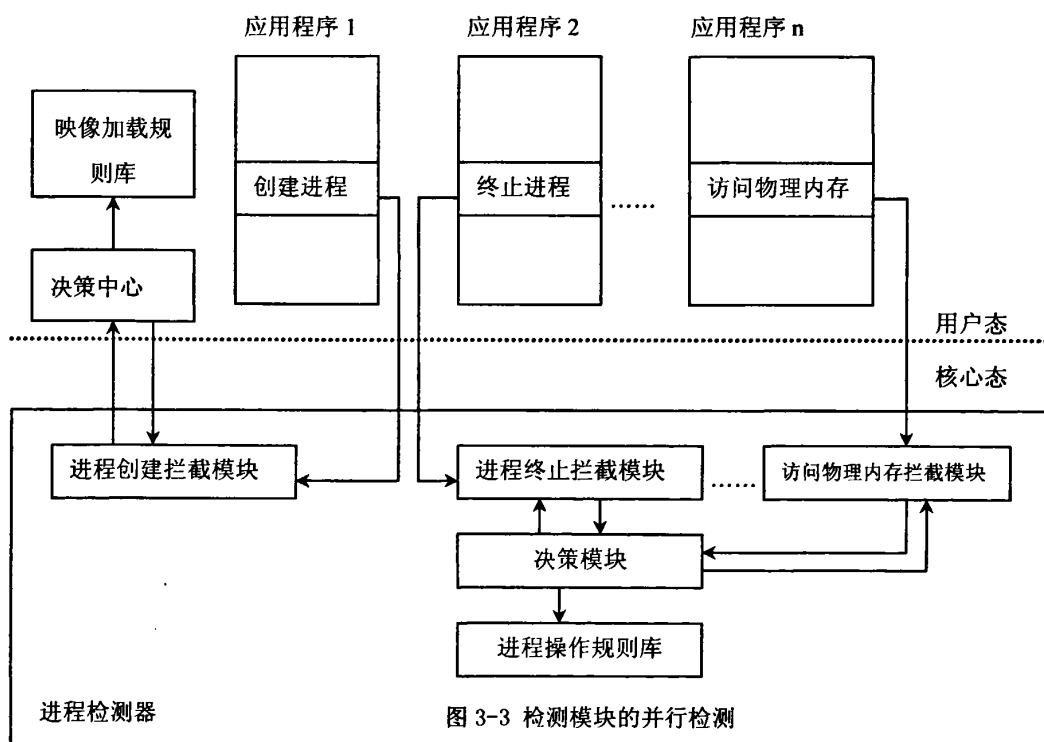 应用程序 1
应用程序 2
应用程序 n
映像加载规
则库
创建进程
终止进程
……
访问物理内存
决策中心
用户态
核心态
进程创建拦截模块
进程终止拦截模块
……
访问物理内存拦截模块
决策模块
进程操作规则库
进程检测器
图 3-3 检测模块的并行检测